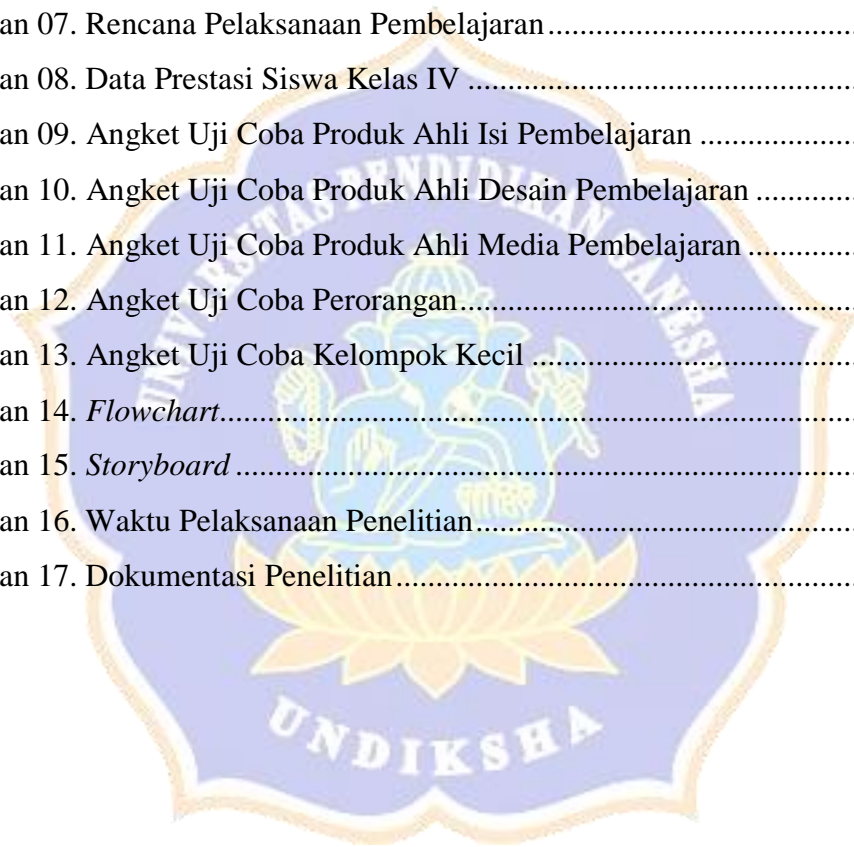 an 07. Rencana Pelaksanaan Pembelajaran.......................................
an 08. Data Prestasi Siswa Kelas IV .................................................
an 09. Angket Uji Coba Produk Ahli Isi Pembelajaran ....................
an 10. Angket Uji Coba Produk Ahli Desain Pembelajaran .............
an 11. Angket Uji Coba Produk Ahli Media Pembelajaran ..............
an 12. Angket Uji Coba Perorangan..................................................
an 13. Angket Uji Coba Kelompok Kecil .........................................
an 14. Flowchart................................................................................
an 15. Storyboard ..............................................................................
an 16. Waktu Pelaksanaan Penelitian................................................
an 17. Dokumentasi Penelitian..........................................................
UNIVERSITAS PENDIDIKAN GANESHA
UNDIKSHA